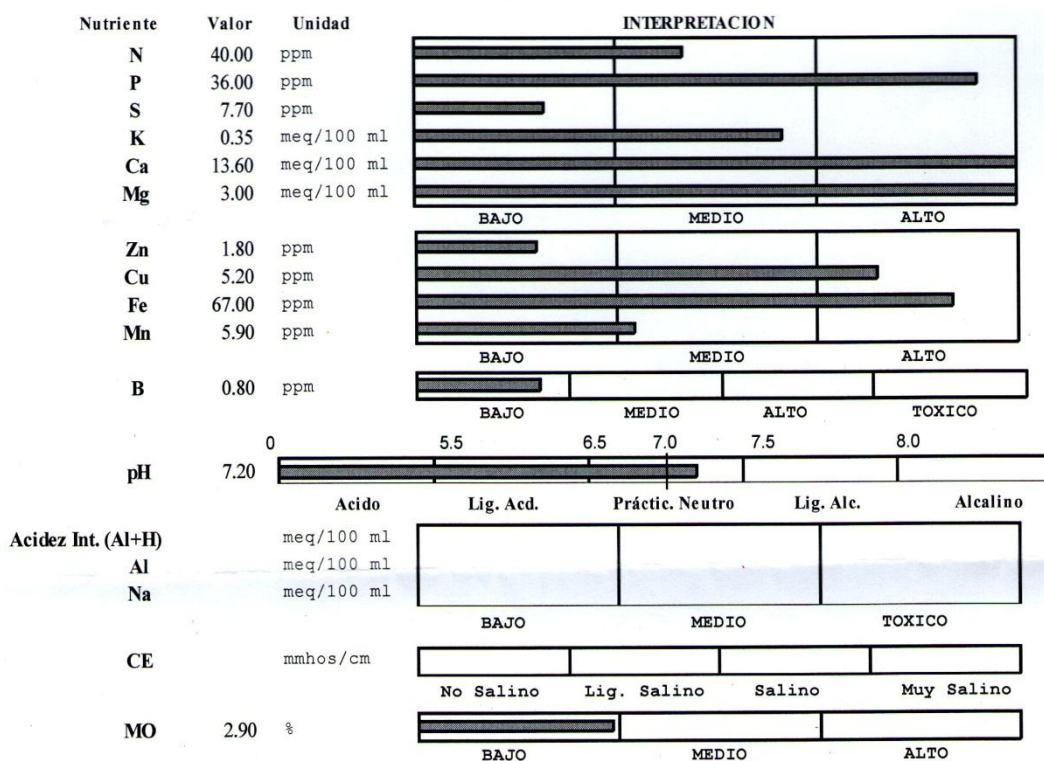 Nutriente Valor Unidad INTERPRETACION
N 40.00 ppm
P 36.00 ppm
S 7.70 ppm
K 0.35 meq/100 ml
Ca 13.60 meq/100 ml
Mg 3.00 meq/100 ml
BAJO MEDIO ALTO
Zn 1.80 ppm
Cu 5.20 ppm
Fe 67.00 ppm
Mn 5.90 ppm
BAJO MEDIO ALTO
B 0.80 ppm
BAJO MEDIO ALTO TOXICO
0 5.5 6.5 7.0 7.5 8.0
pH 7.20
Acido Lig. Acd. Práctic. Neutro Lig. Alc. Alcalino
Acidez Int. (Al+H) meq/100 ml
Al meq/100 ml
Na meq/100 ml
BAJO MEDIO TOXICO
CE mmhos/cm
No Salino Lig. Salino Salino Muy Salino
MO 2.90 %
BAJO MEDIO ALTO